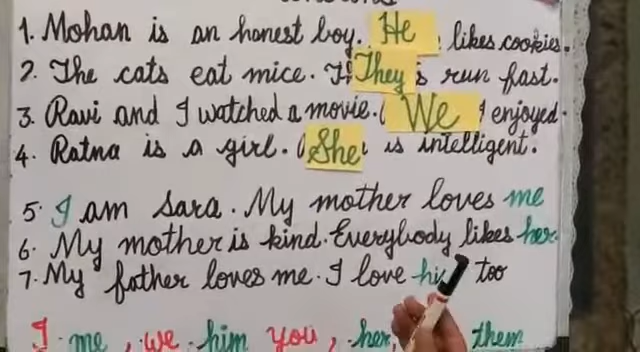 1. Mohan is an honest boy. He likes cookies.
2. The cats eat mice. They s run fast.
3. Ravi and I watched a movie. We enjoyed.
4. Ratna is a girl. She is intelligent.
5. I am Sara. My mother loves me
6. My mother is kind. Everybody likes her.
7. My father loves me. I love hi too
I me, we him you, her, them